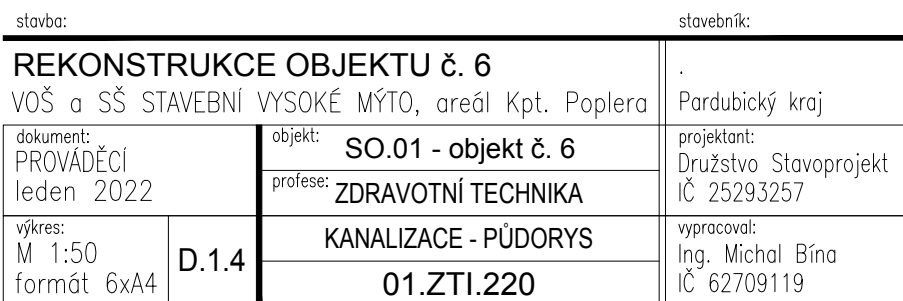 stavba:
stavebník:
REKONSTRUKCE OBJEKTU č. 6
VOŠ a SŠ STAVEBNÍ VYSOKÉ MÝTO, areál Kpt. Poplera
.
Pardubický kraj
dokument:
PROVÁDĚCÍ
leden 2022
objekt:
SO.01 - objekt č. 6
profese:
ZDRAVOTNÍ TECHNIKA
projektant:
Družstvo Stavoprojekt
IČ 25293257
výkres:
M 1:50
formát 6xA4
D.1.4
KANALIZACE - PŮDORYS
01.ZTI.220
vypracoval:
Ing. Michal Bína
IČ 62709119